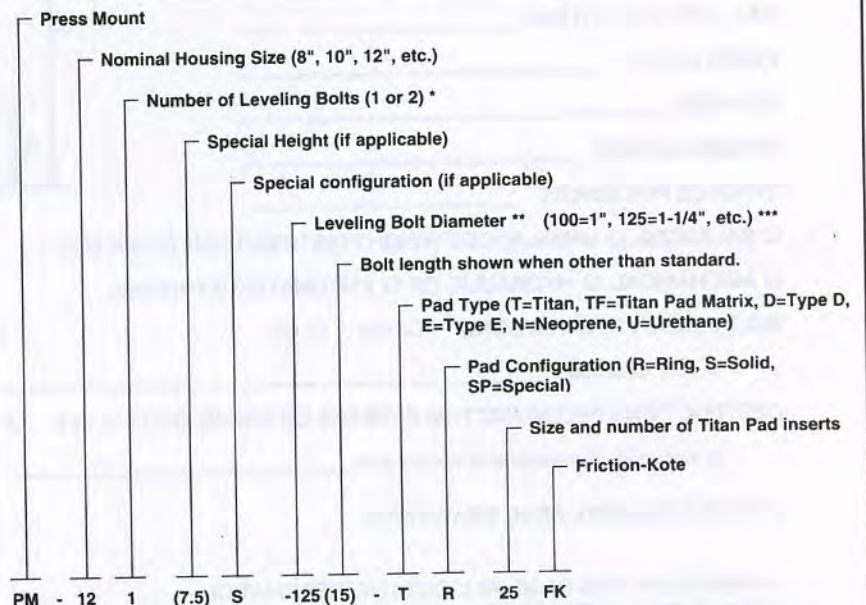 Press Mount
Nominal Housing Size (8", 10", 12", etc.)
Number of Leveling Bolts (1 or 2) *
Special Height (if applicable)
Special configuration (if applicable)
Leveling Bolt Diameter ** (100=1", 125=1-1/4", etc.) ***
Bolt length shown when other than standard.
Pad Type (T=Titan, TF=Titan Pad Matrix, D=Type D,
E=Type E, N=Neoprene, U=Urethane)
Pad Configuration (R=Ring, S=Solid,
SP=Special)
Size and number of Titan Pad inserts
Friction-Kote
PM - 12 1 (7.5) S -125 (15) - T R 25 FK